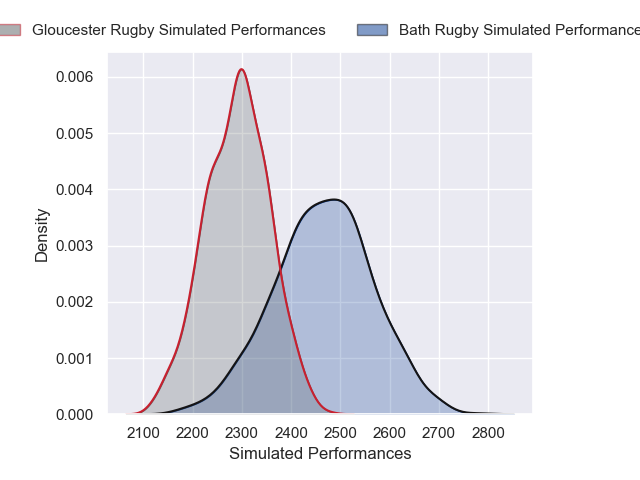 Gloucester Rugby Simulated Performances
Bath Rugby Simulated Performance
0.006
0.005
0.004
0.003
0.002
0.001
0.000
Density
2100 2200 2300 2400 2500 2600 2700 2800
Simulated Performances